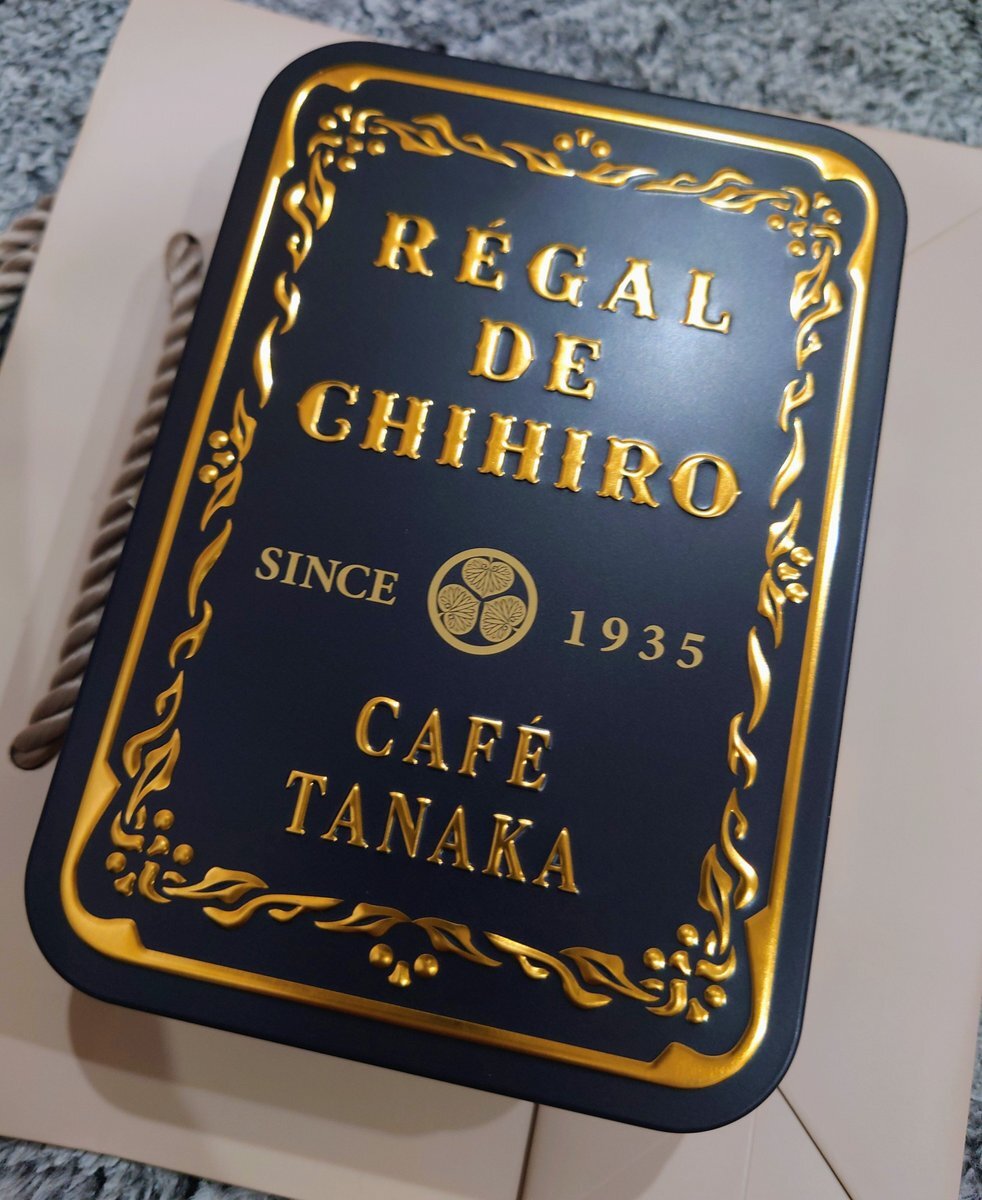 RÉGAL
DE
CHIHIRO
SINCE 1935
CAFÉ
TANAKA